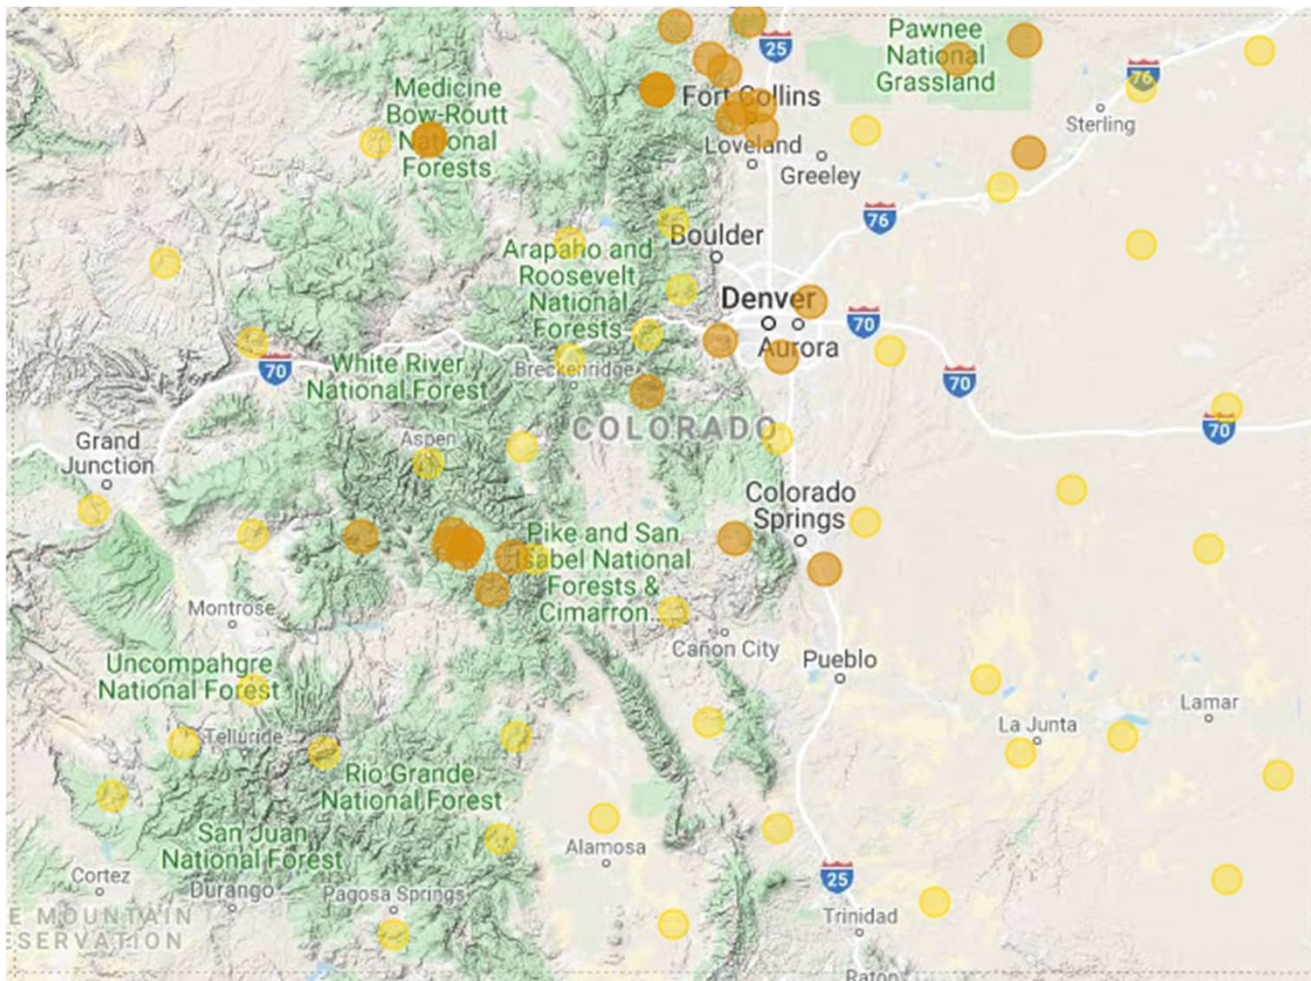 25
Pawnee
National
Grassland
76
Medicine
Bow-Routt
National
Forests
Fort Collins
Sterling
Loveland
Greeley
76
Boulder
Arapaho and
Roosevelt
National
Forests
Denver
70
Aurora
White River
National Forest
70
Breckenridge
70
COLORADO
70
Grand
Junction
Aspen
Colorado
Springs
Pike and San
Isabel National
Forests &
Cimarron...
Montrose
Cañon City
Pueblo
Uncompahgre
National Forest
Lamar
La Junta
Telluride
Rio Grande
National Forest
San Juan
National Forest
Alamosa
Cortez
Durango
Pagosa Springs
25
E MOUNTAIN
SERVATION
Trinidad
Raton